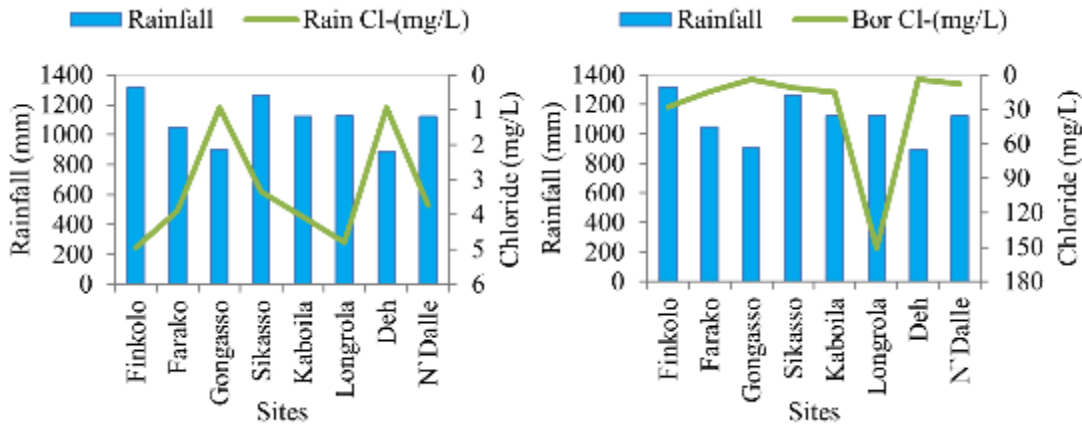 Rainfall Rain Cl-(mg/L)
Rainfall (mm)
1400
1200
1000
800
600
400
200
0
0
1
2
3
4
5
6
Chloride (mg/L)
Finkolo
Farako
Gongasso
Sikasso
Kaboila
Longrola
Deh
N`Dalle
Sites
Rainfall Bor Cl-(mg/L)
Rainfall (mm)
1400
1200
1000
800
600
400
200
0
0
30
60
90
120
150
180
Chloride (mg/L)
Finkolo
Farako
Gongasso
Sikasso
Kaboila
Longrola
Deh
N`Dalle
Sites